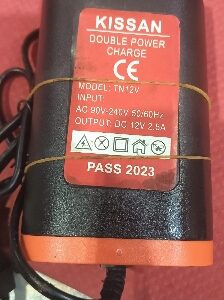 KISSAN
DOUBLE POWER
CHARGE
CE
MODEL: TN12V
INPUT:
AC 90V-240V 50/60Hz
OUTPUT: DC 12V 2.5A
PASS 2023